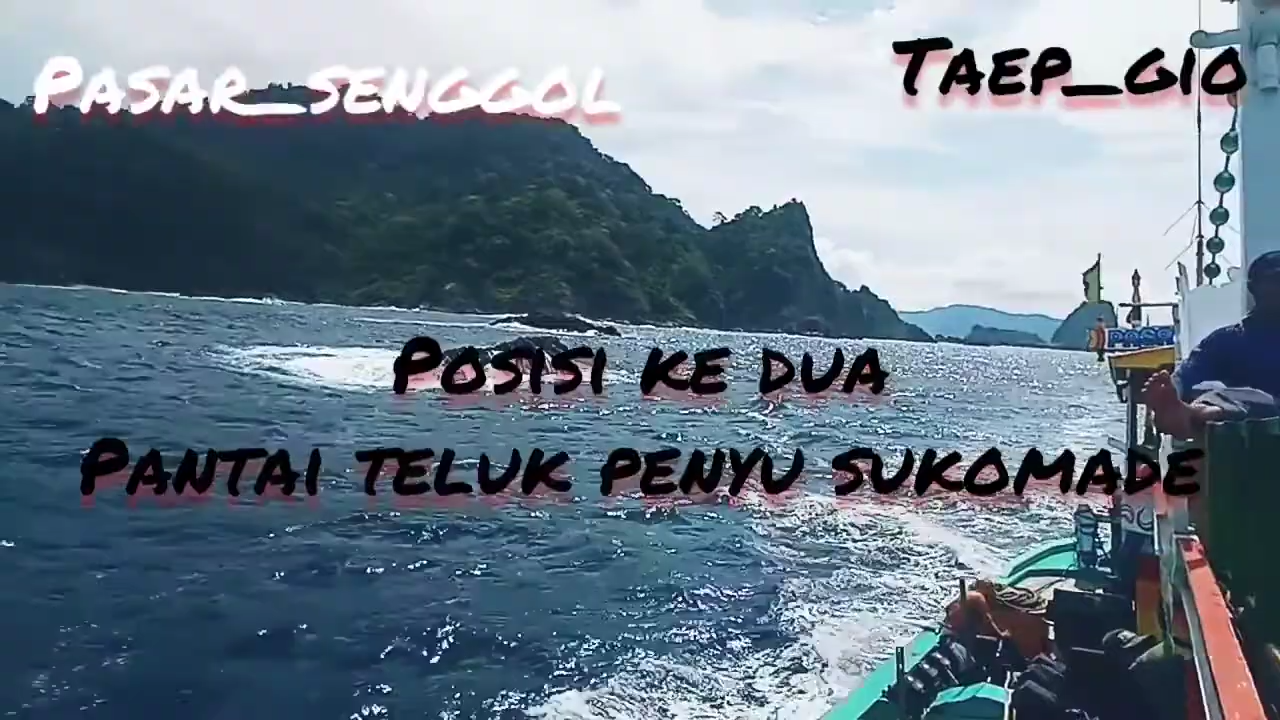 Pasar_senggol
Taep_gio
Posisi ke dua
Pantai teluk penyu sukomade